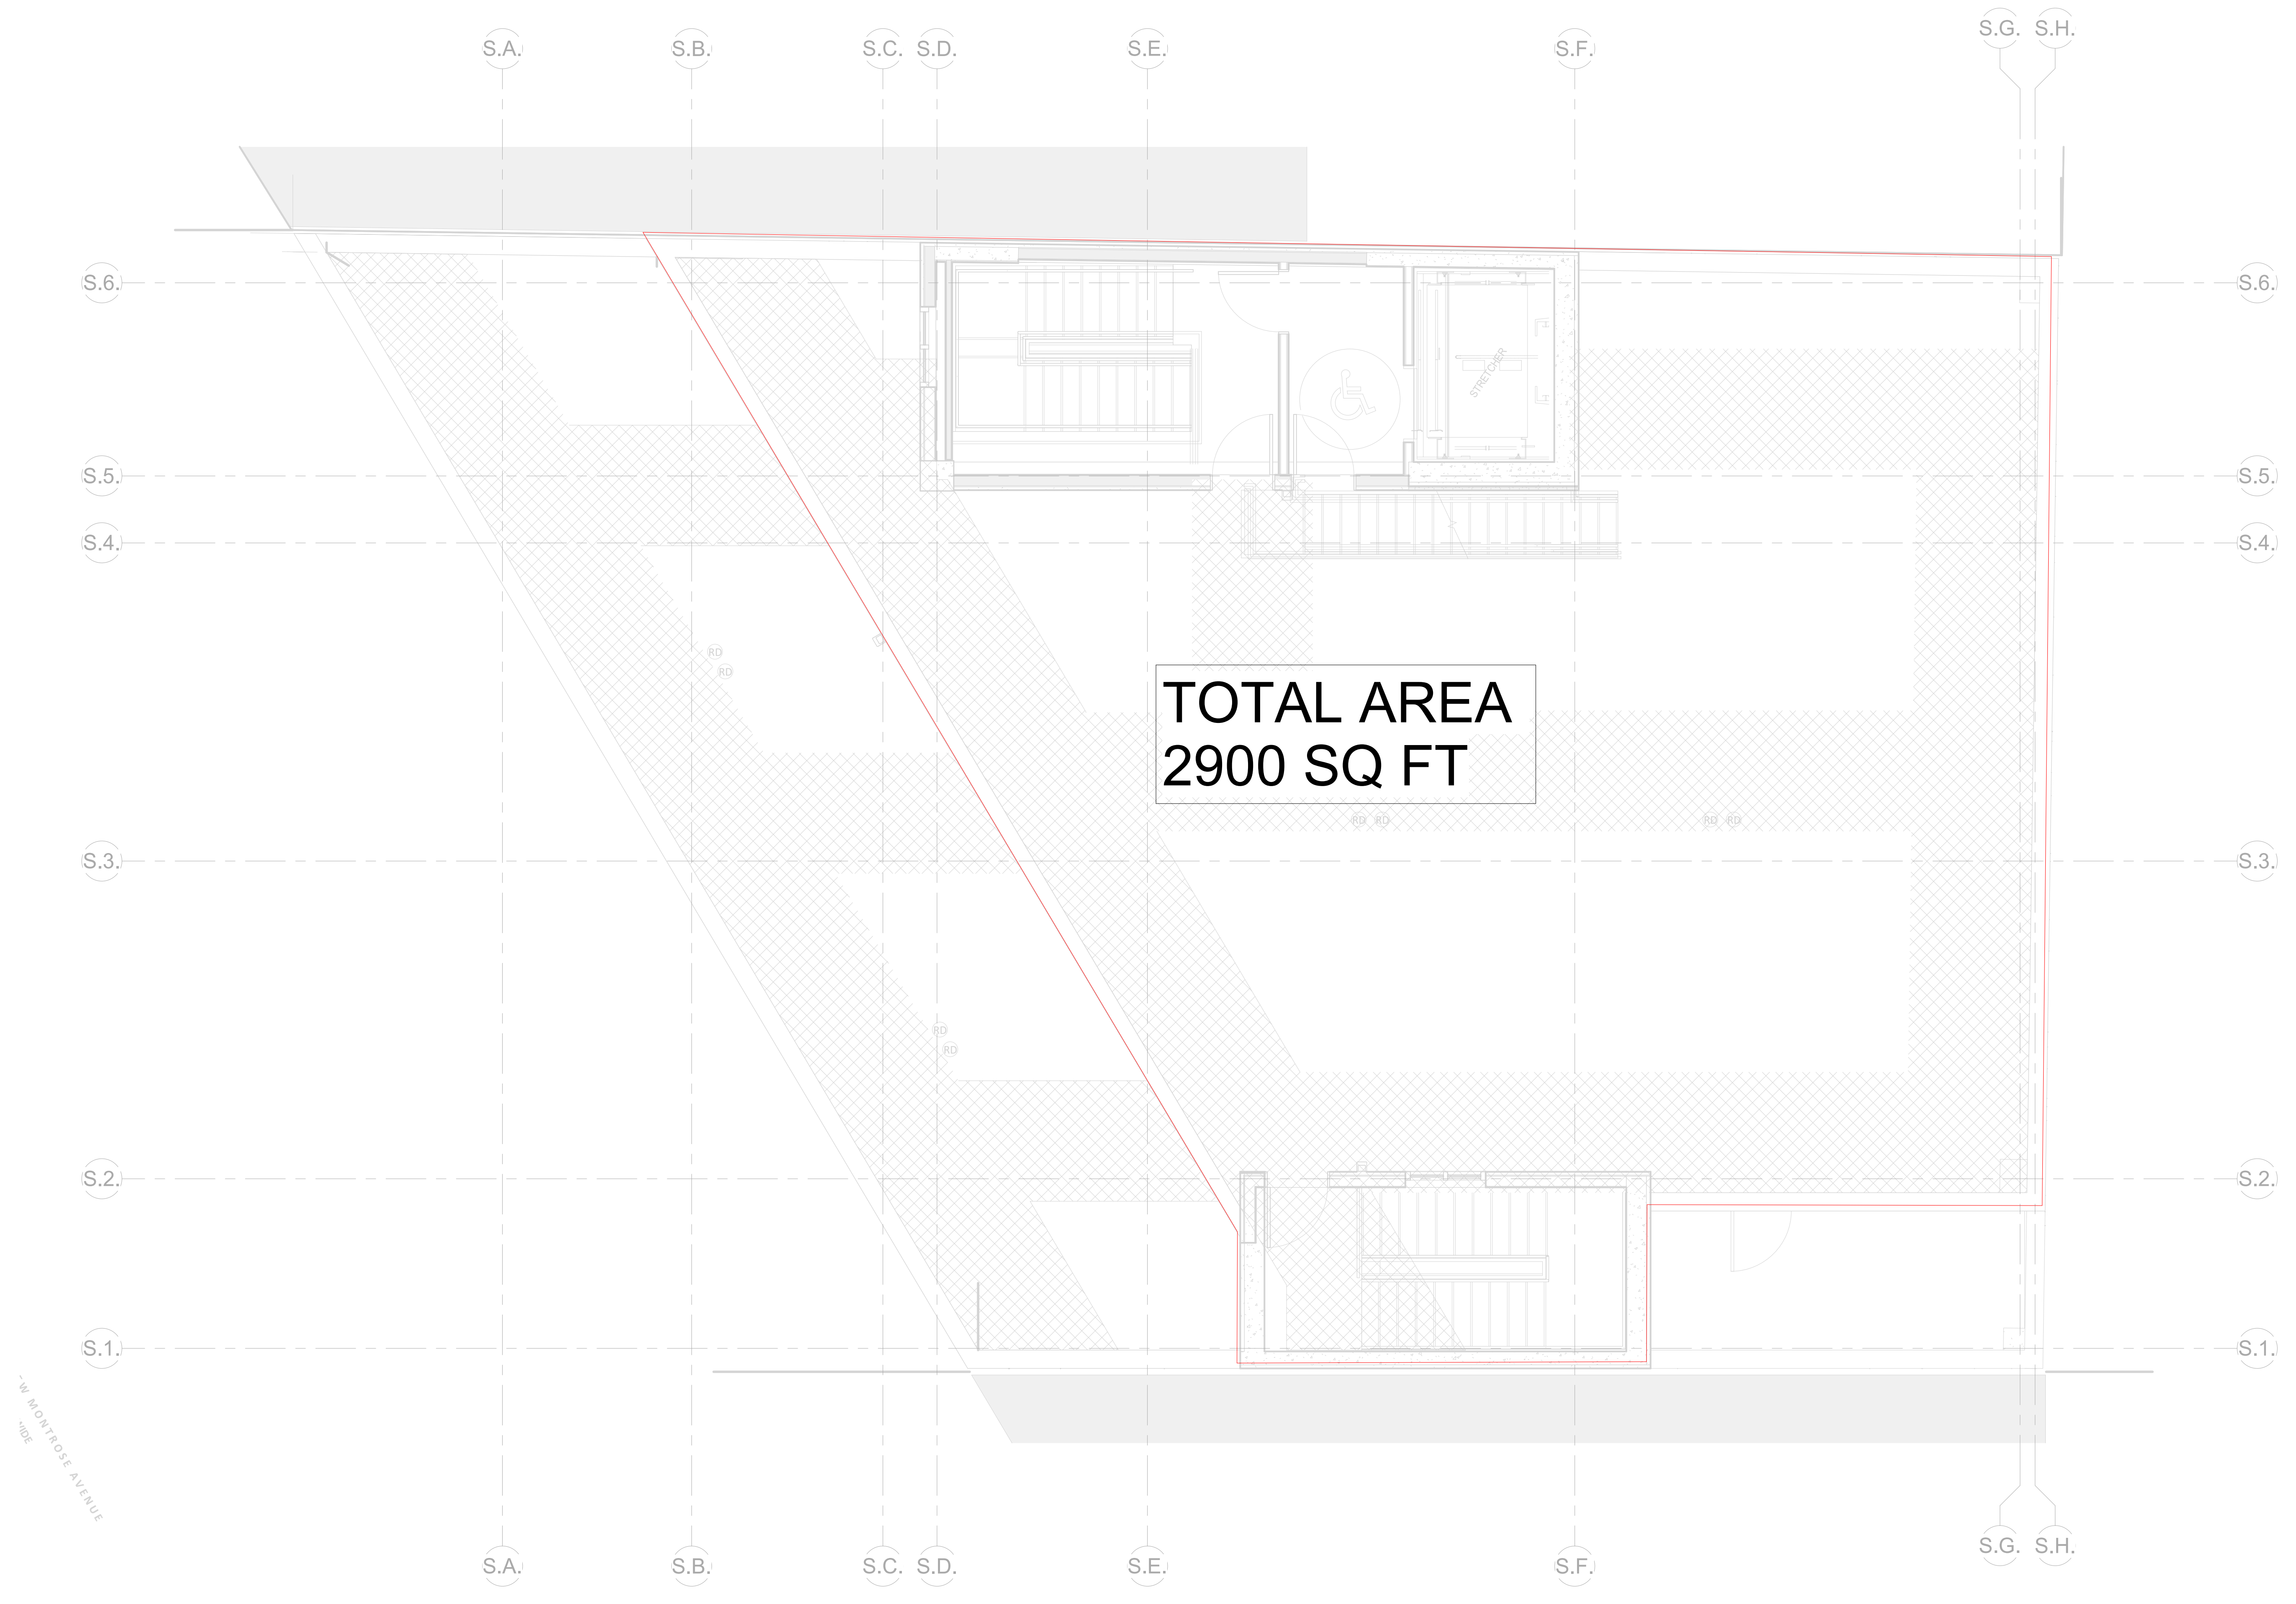 S.G. S.H.
S.A. S.B. S.C. S.D. S.E. S.F.
S.6. S.6.
STRETCHER
S.5. S.5.
S.4. S.4.
RD
RD
TOTAL AREA
2900 SQ FT
RD RD RD RD
S.3. S.3.
RD
RD
S.2. S.2.
S.1. S.1.
W MONTROSE AVENUE
S.G. S.H.
S.A. S.B. S.C. S.D. S.E. S.F.